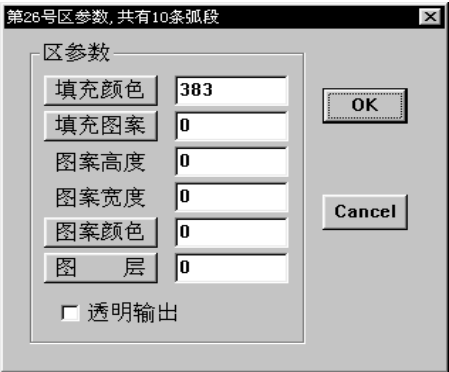 第26号区参数,共有10条弧段
区参数
填充颜色 383
填充图案 0
图案高度 0
图案宽度 0
图案颜色 0
图 层 0
透明输出
OK
Cancel